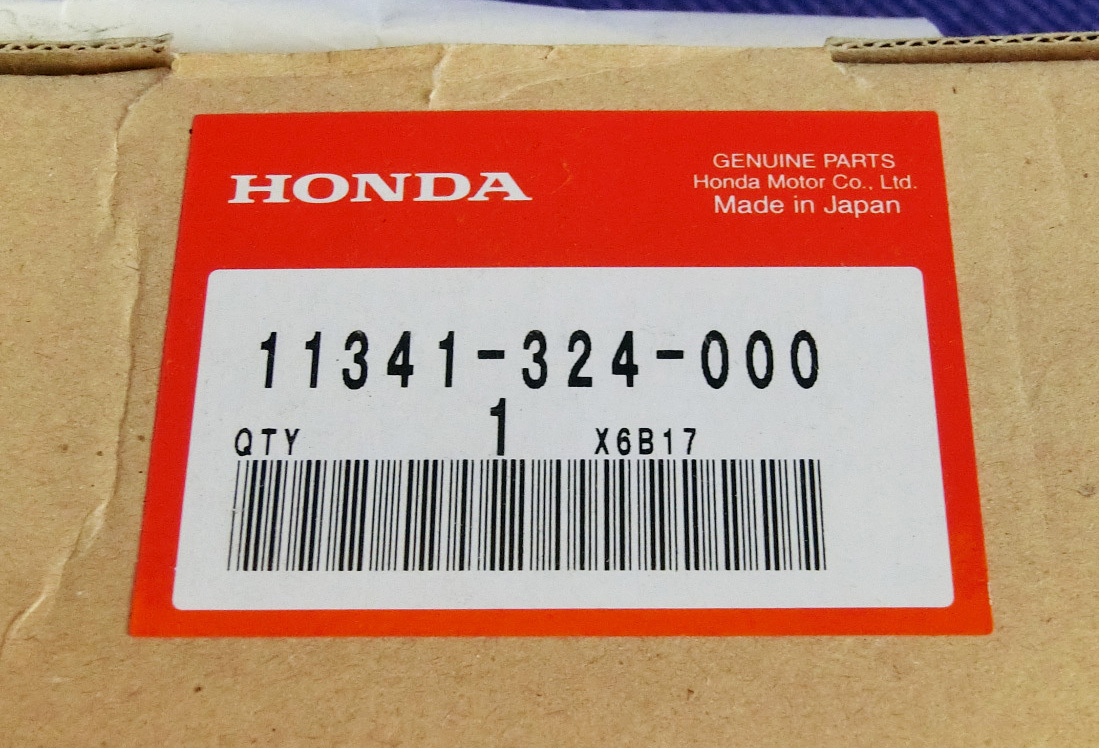 HONDA
GENUINE PARTS
Honda Motor Co., Ltd.
Made in Japan
11341-324-000
QTY 1 X6B17